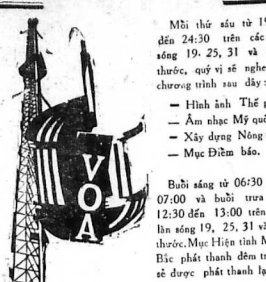 VOA
Mỗi thứ sáu từ 19
đến 24:30 trên các
sóng 19, 25, 31 và
thước, quý vị sẽ nghe
chương trình sau đây:
— Hình ảnh Thế g
— Âm nhạc Mỹ quố
— Xây dựng Nông
— Mục Điểm báo.
Buổi sáng từ 06:30
07:00 và buổi trưa
12:30 đến 13:00 trên
làn sóng 19, 25, 31 và
thước. Mục Hiện tình M
Bắc phát thanh đêm tr
sẽ được phát thanh lạ